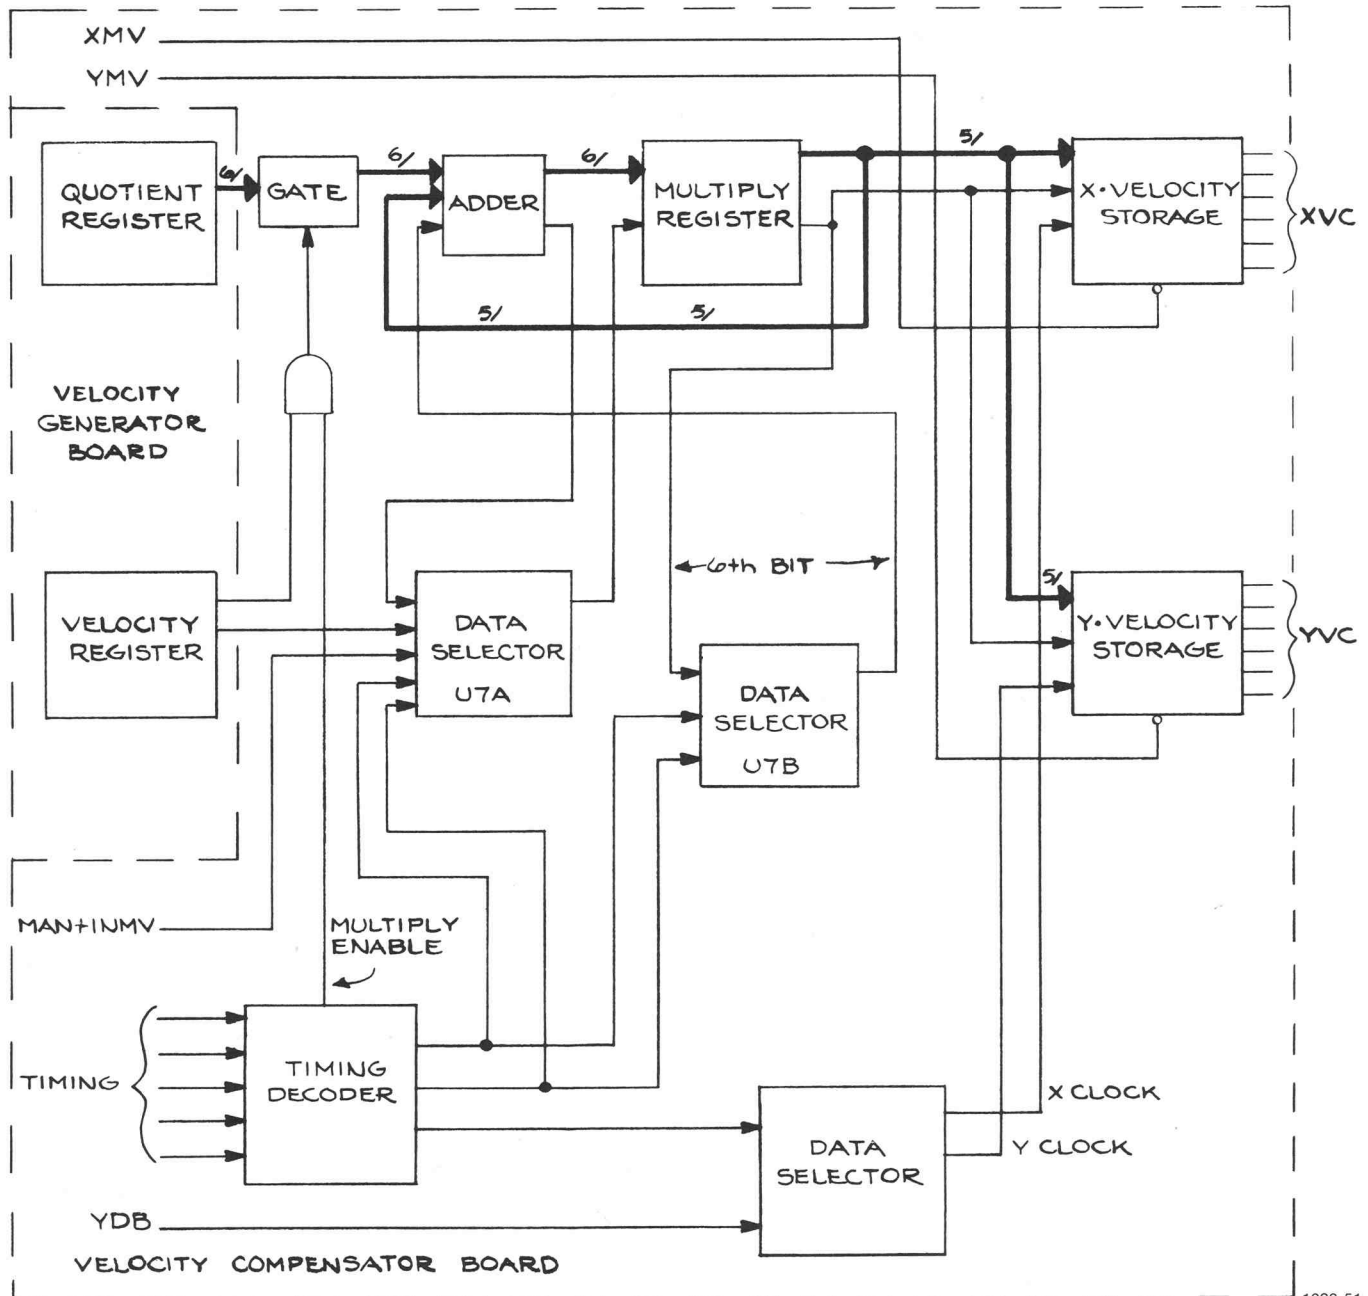 XMV
YMV
6/
6/
6/
5/
QUOTIENT
REGISTER
GATE
ADDER
MULTIPLY
REGISTER
X·VELOCITY
STORAGE
XVC
5/
5/
VELOCITY
GENERATOR
BOARD
6th BIT
5/
VELOCITY
REGISTER
DATA
SELECTOR
U7A
DATA
SELECTOR
U7B
Y·VELOCITY
STORAGE
YVC
MAN+INMV
MULTIPLY
ENABLE
TIMING
TIMING
DECODER
X CLOCK
Y CLOCK
DATA
SELECTOR
YDB
VELOCITY COMPENSATOR BOARD